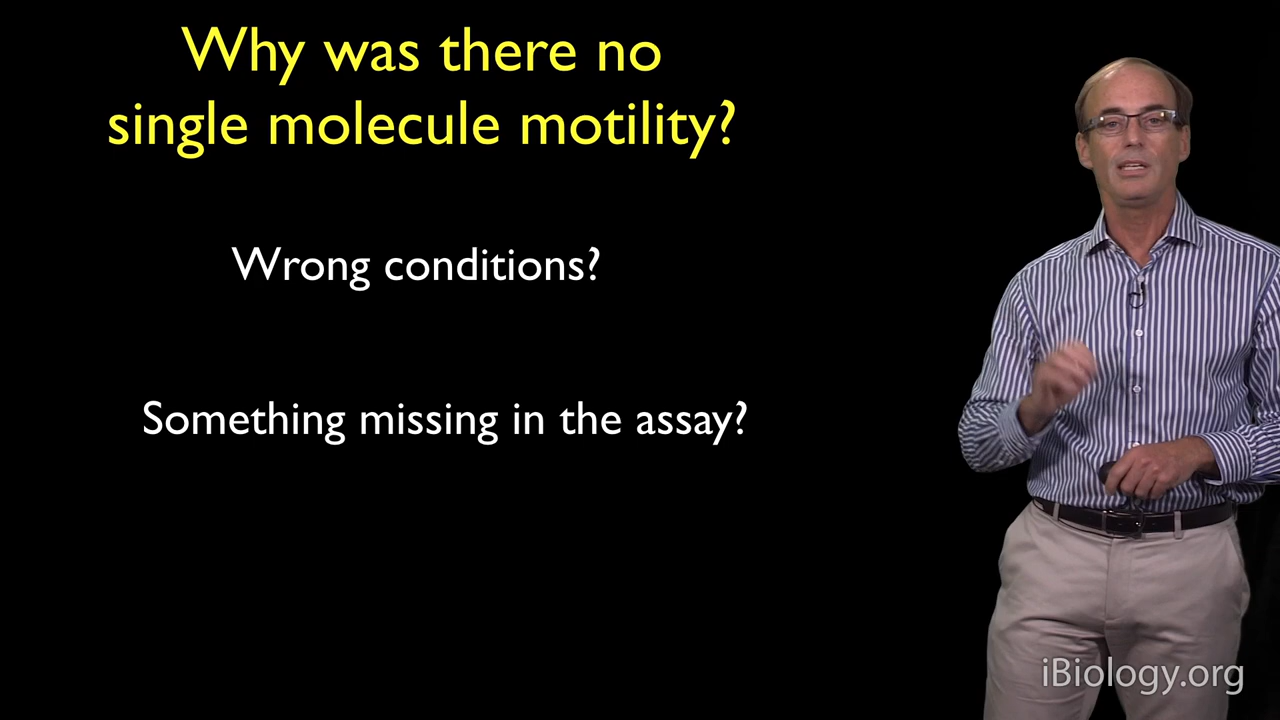 Why was there no
single molecule motility?
Wrong conditions?
Something missing in the assay?
iBiology.org